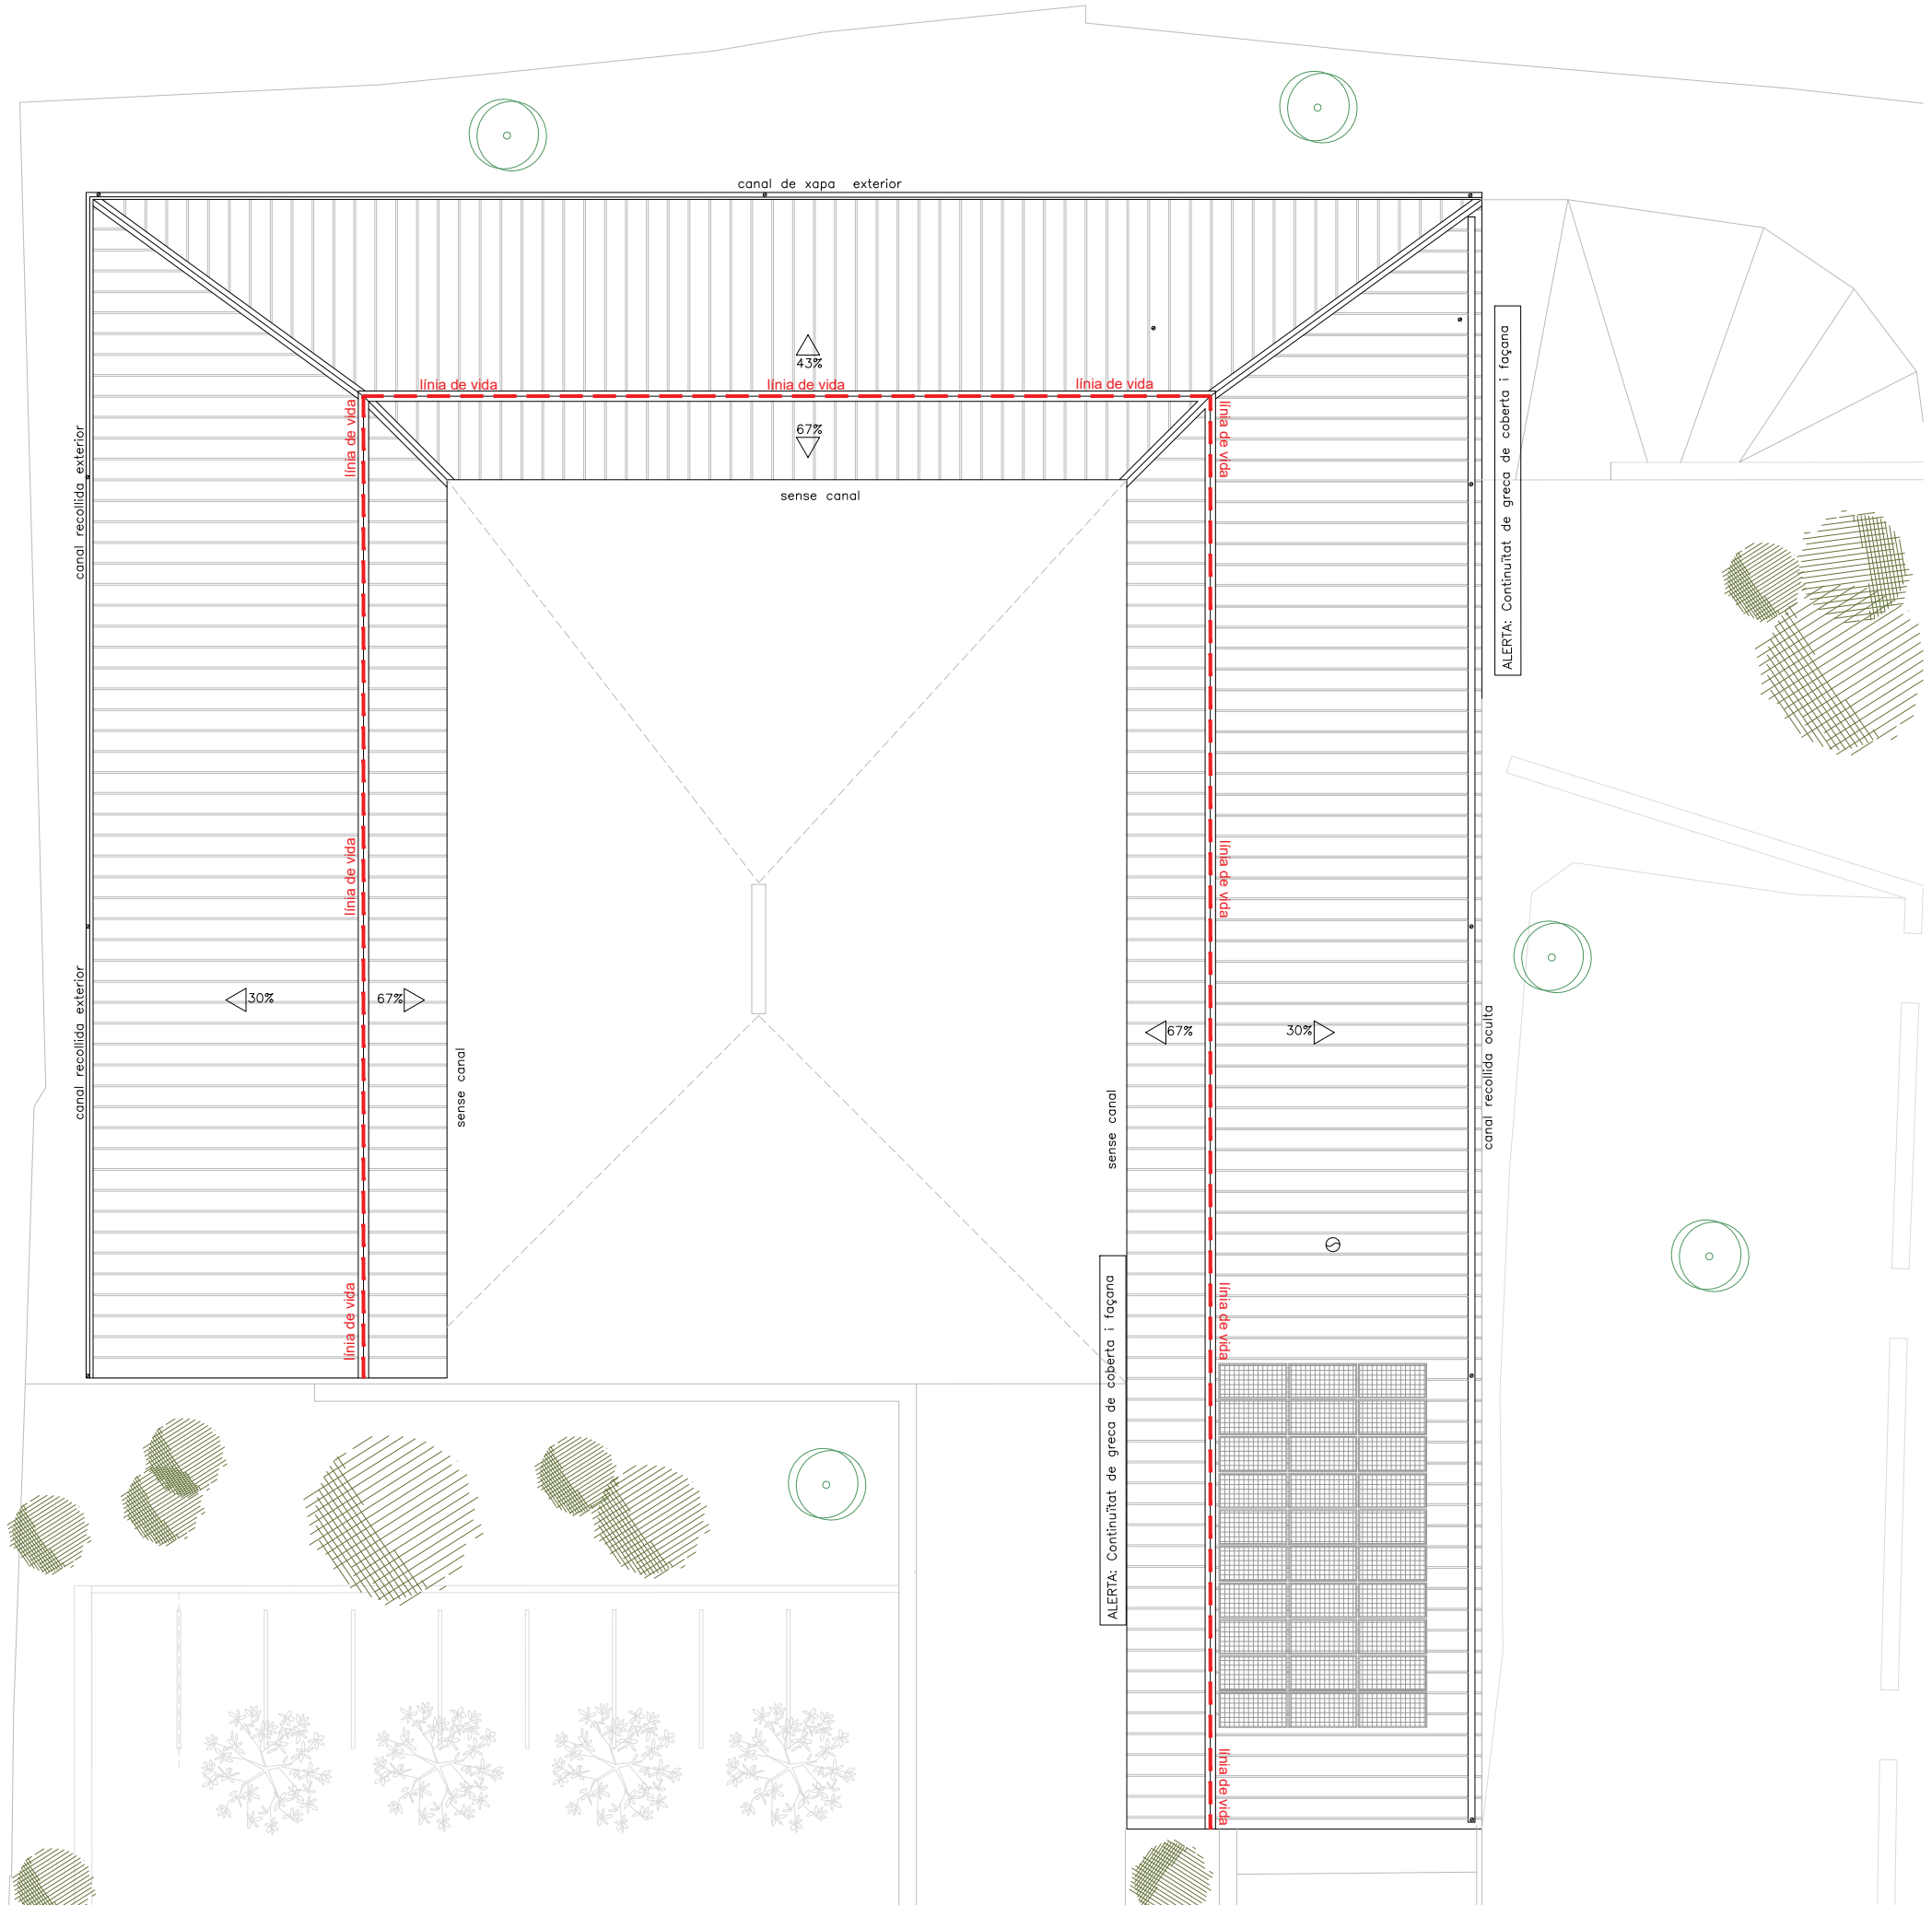 canal de xapa exterior
43%
línia de vida
línia de vida
línia de vida
67%
sense canal
línia de vida
línia de vida
canal recollida exterior
ALERTA: Continuïtat de greca de coberta i façana
línia de vida
línia de vida
canal recollida exterior
30%
67%
67%
30%
canal recollida oculta
sense canal
sense canal
línia de vida
línia de vida
ALERTA: Continuïtat de greca de coberta i façana
línia de vida